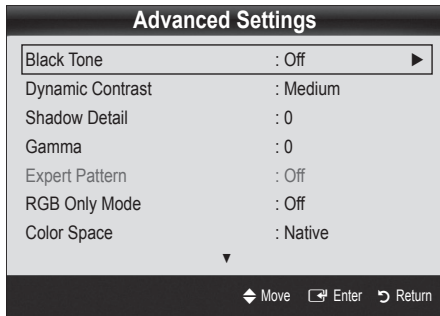 Advanced Settings
Black Tone : Off ▶
Dynamic Contrast : Medium
Shadow Detail : 0
Gamma : 0
Expert Pattern : Off
RGB Only Mode : Off
Color Space : Native
▼
Move Enter Return